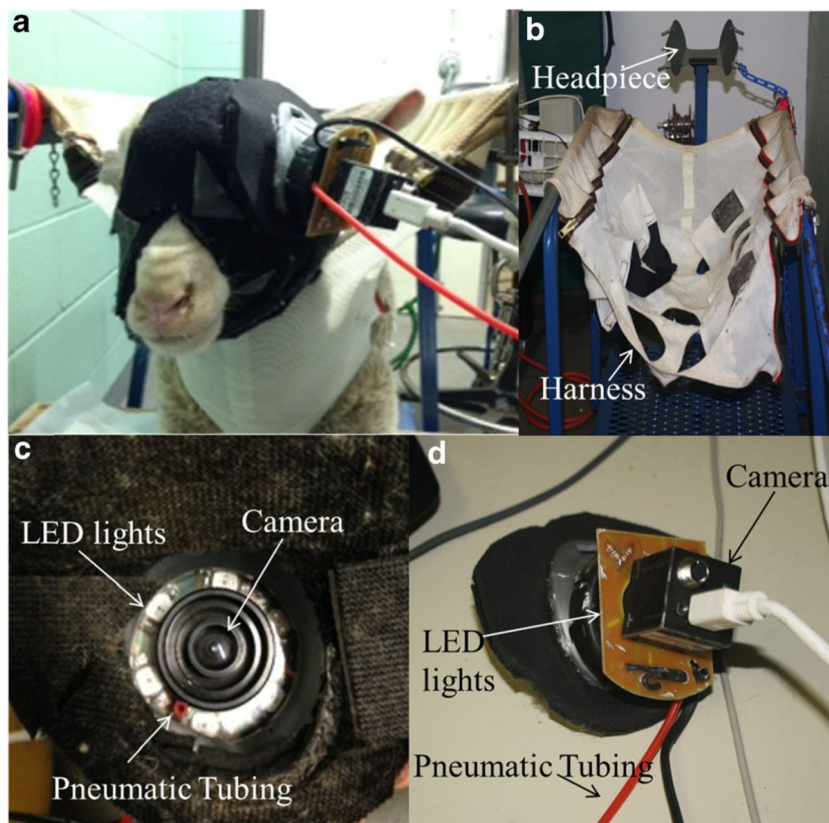 a
b
Headpiece
Harness
c
LED lights
Camera
Pneumatic Tubing
d
Camera
LED
lights
Pneumatic Tubing